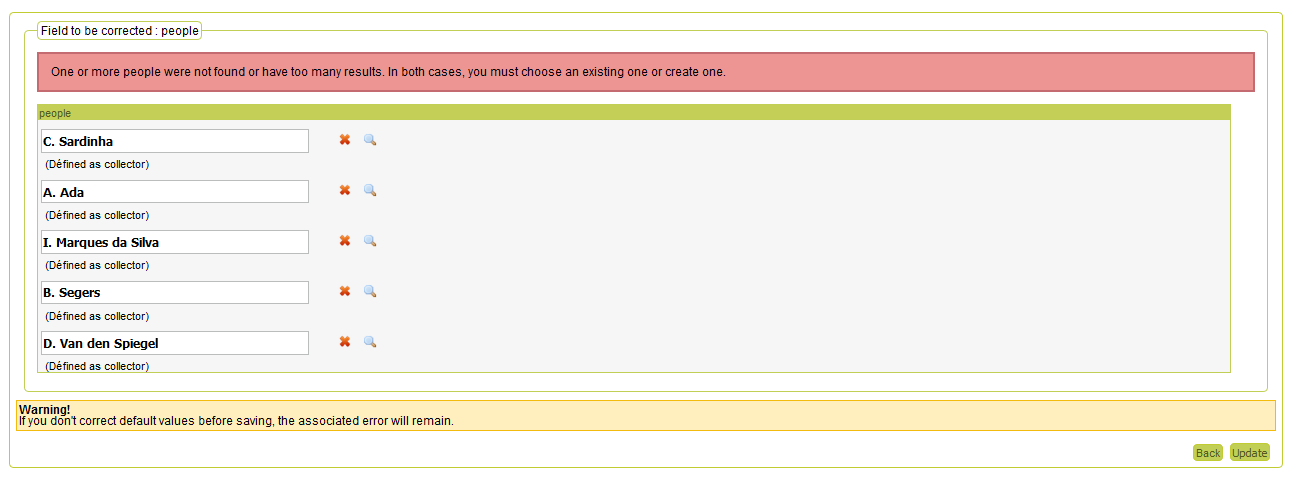 Field to be corrected : people
One or more people were not found or have too many results. In both cases, you must choose an existing one or create one.
people
C. Sardinha
(Défined as collector)
A. Ada
(Défined as collector)
I. Marques da Silva
(Défined as collector)
B. Segers
(Défined as collector)
D. Van den Spiegel
(Défined as collector)
Warning!
If you don't correct default values before saving, the associated error will remain.
Back Update